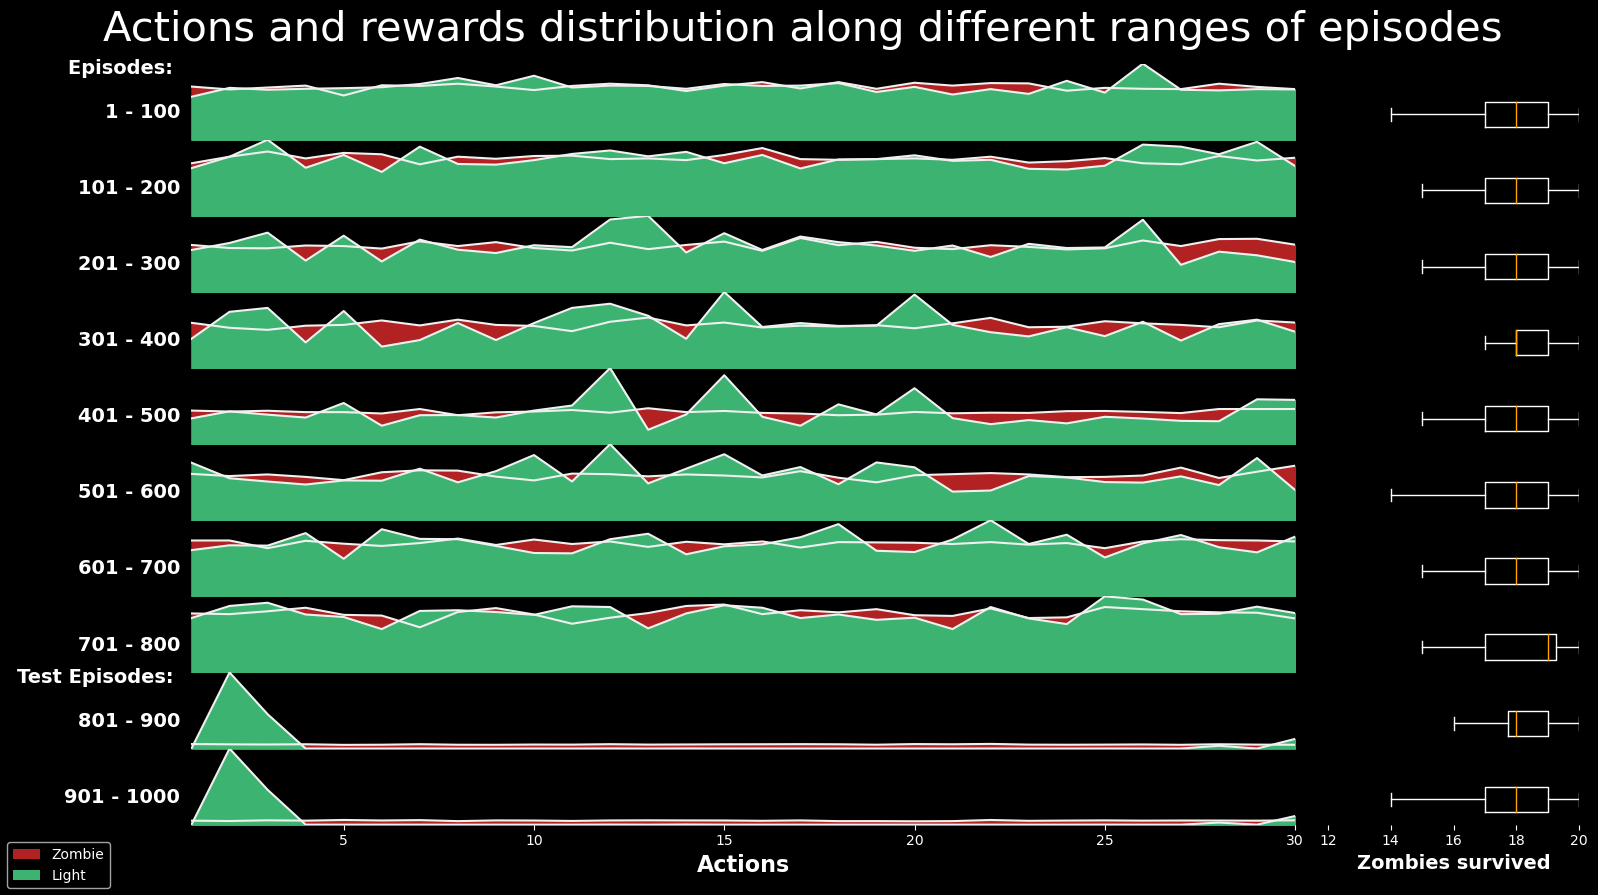 Actions and rewards distribution along different ranges of episodes
Episodes:
1 - 100
101 - 200
201 - 300
301 - 400
401 - 500
501 - 600
601 - 700
701 - 800
Test Episodes:
801 - 900
901 - 1000
5 10 15 20 25 30 12 14 16 18 20
Actions Zombies survived
Zombie
Light